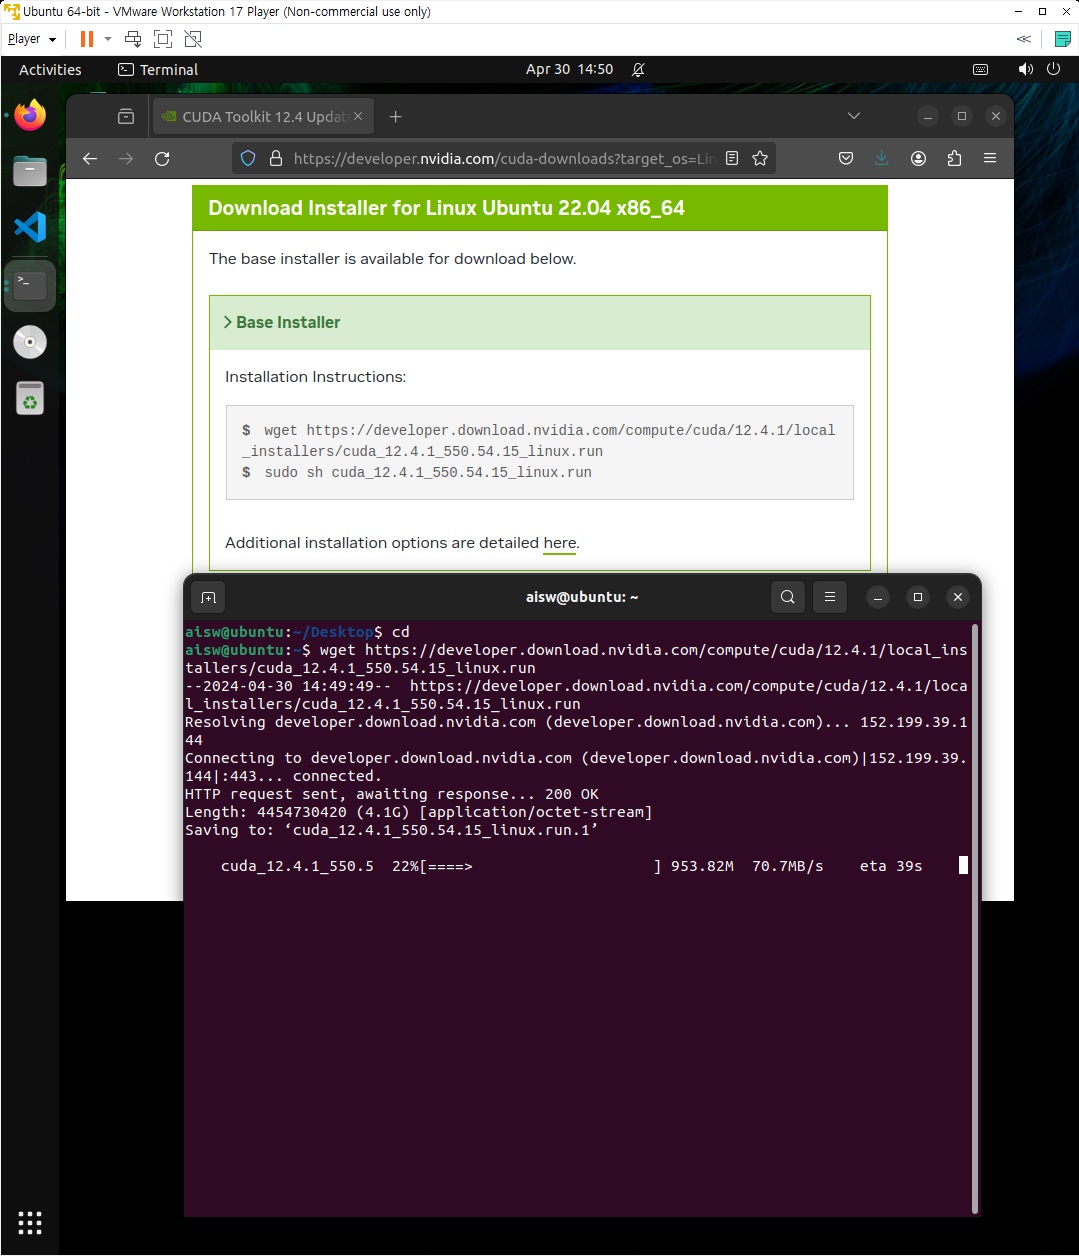 Ubuntu 64-bit - VMware Workstation 17 Player (Non-commercial use only)
Player
Activities
Terminal
Apr 30 14:50
CUDA Toolkit 12.4 Updat
https://developer.nvidia.com/cuda-downloads?target_os=Lin
Download Installer for Linux Ubuntu 22.04 x86_64
The base installer is available for download below.
Base Installer
Installation Instructions:
$ wget https://developer.download.nvidia.com/compute/cuda/12.4.1/local
_installers/cuda_12.4.1_550.54.15_linux.run
$ sudo sh cuda_12.4.1_550.54.15_linux.run
Additional installation options are detailed here.
aisw@ubuntu: ~
aisw@ubuntu:~/Desktop$ cd
aisw@ubuntu:~$ wget https://developer.download.nvidia.com/compute/cuda/12.4.1/local_ins
tallers/cuda_12.4.1_550.54.15_linux.run
--2024-04-30 14:49:49-- https://developer.download.nvidia.com/compute/cuda/12.4.1/loca
l_installers/cuda_12.4.1_550.54.15_linux.run
Resolving developer.download.nvidia.com (developer.download.nvidia.com)... 152.199.39.1
44
Connecting to developer.download.nvidia.com (developer.download.nvidia.com)|152.199.39.
144|:443... connected.
HTTP request sent, awaiting response... 200 OK
Length: 4454730420 (4.1G) [application/octet-stream]
Saving to: ‘cuda_12.4.1_550.54.15_linux.run.1’
cuda_12.4.1_550.5 22%[====> ] 953.82M 70.7MB/s eta 39s